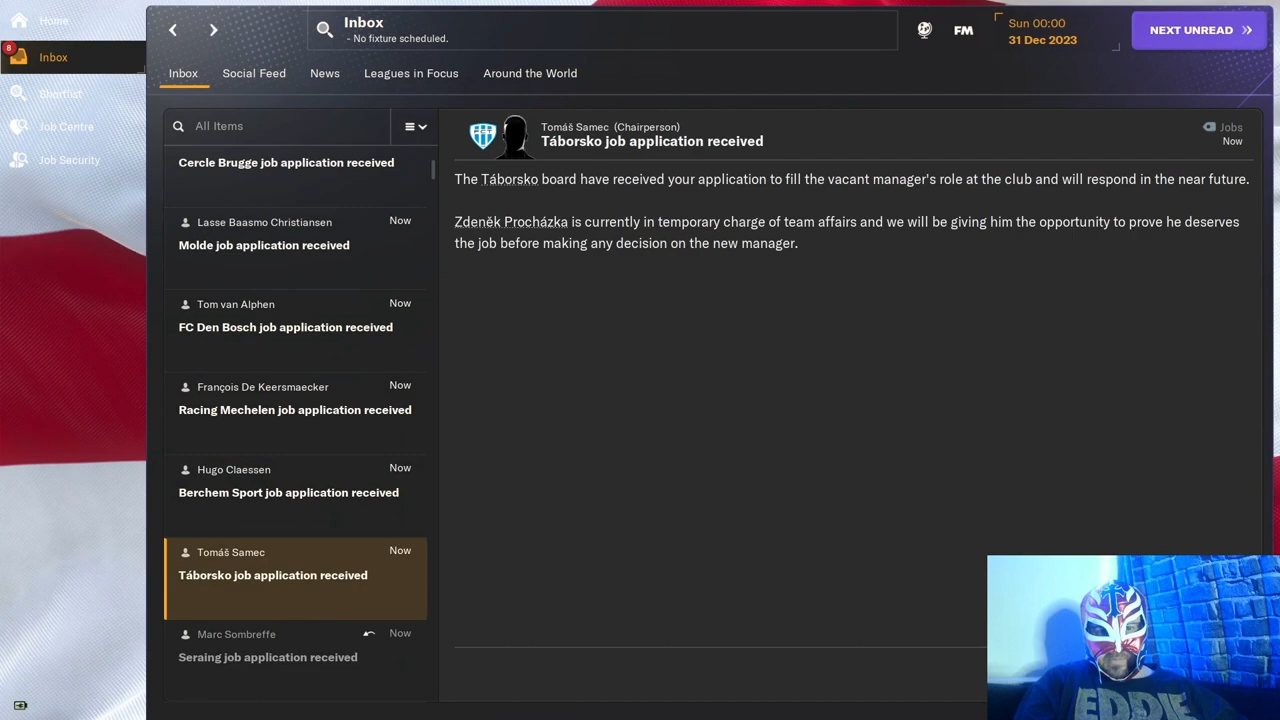 Home
8
Inbox
Shortlist
Job Centre
Job Security
Inbox
- No fixture scheduled.
FM
Sun 00:00
31 Dec 2023
NEXT UNREAD
Inbox
Social Feed
News
Leagues in Focus
Around the World
All Items
Cercle Brugge job application received
Lasse Baasmo Christiansen
Now
Molde job application received
Tom van Alphen
Now
FC Den Bosch job application received
François De Keersmaecker
Now
Racing Mechelen job application received
Hugo Claessen
Now
Berchem Sport job application received
Tomáš Samec
Now
Táborsko job application received
Marc Sombreffe
Now
Seraing job application received
Tomáš Samec (Chairperson)
Táborsko job application received
Jobs
Now
The Táborsko board have received your application to fill the vacant manager's role at the club and will respond in the near future.
Zdeněk Procházka is currently in temporary charge of team affairs and we will be giving him the opportunity to prove he deserves
the job before making any decision on the new manager.
EDDIE